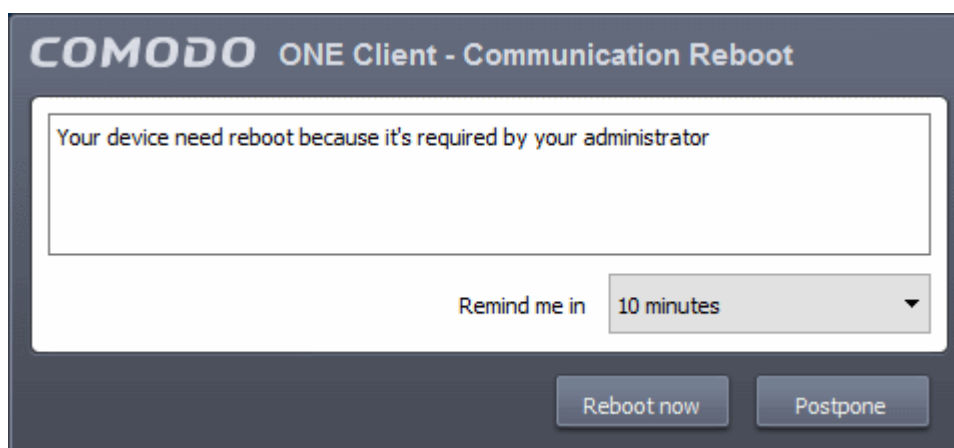 COMODO ONE Client - Communication Reboot
Your device need reboot because it's required by your administrator
Remind me in 10 minutes
Reboot now Postpone